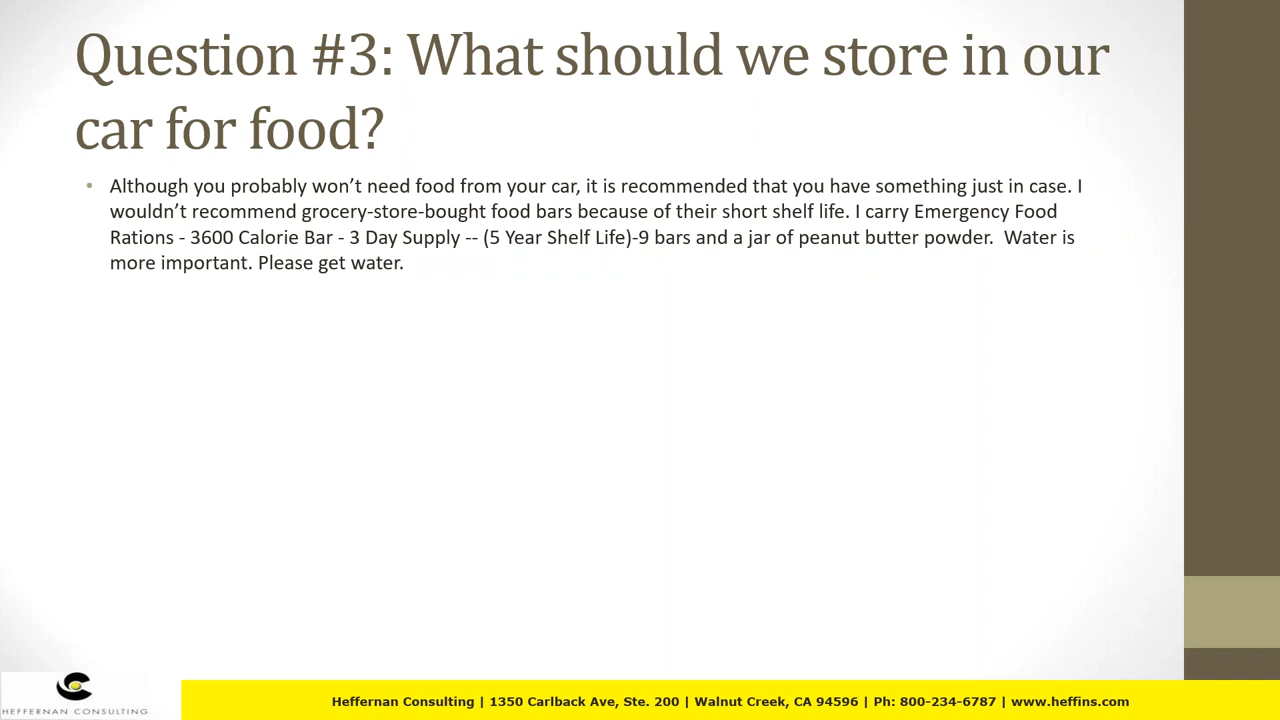 Question #3: What should we store in our
car for food?
• Although you probably won’t need food from your car, it is recommended that you have something just in case. I
wouldn’t recommend grocery-store-bought food bars because of their short shelf life. I carry Emergency Food
Rations - 3600 Calorie Bar - 3 Day Supply -- (5 Year Shelf Life)-9 bars and a jar of peanut butter powder.  Water is
more important. Please get water.
HEFFERNAN CONSULTING
Heffernan Consulting | 1350 Carlback Ave, Ste. 200 | Walnut Creek, CA 94596 | Ph: 800-234-6787 | www.heffins.com